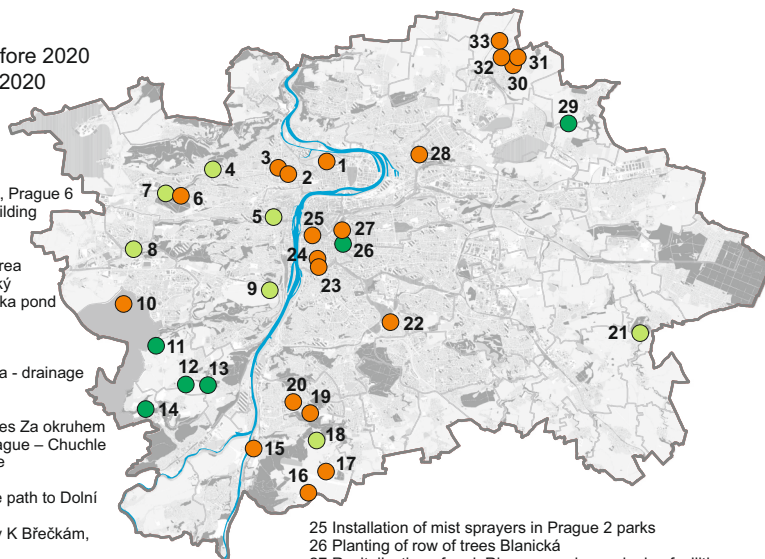 fore 2020
2020
33
32
31
30
29
28
3
1
2
4
7
6
, Prague 6
ilding
5
25
27
26
8
24
23
rea
ký
ka pond
9
10
22
21
11
a - drainage
12
13
14
20
19
18
es Za okruhem
ague – Chuchle
e
15
17
16
e path to Dolní
y K Břečkám,
25 Installation of mist sprayers in Prague 2 parks
26 Planting of row of trees Blanická